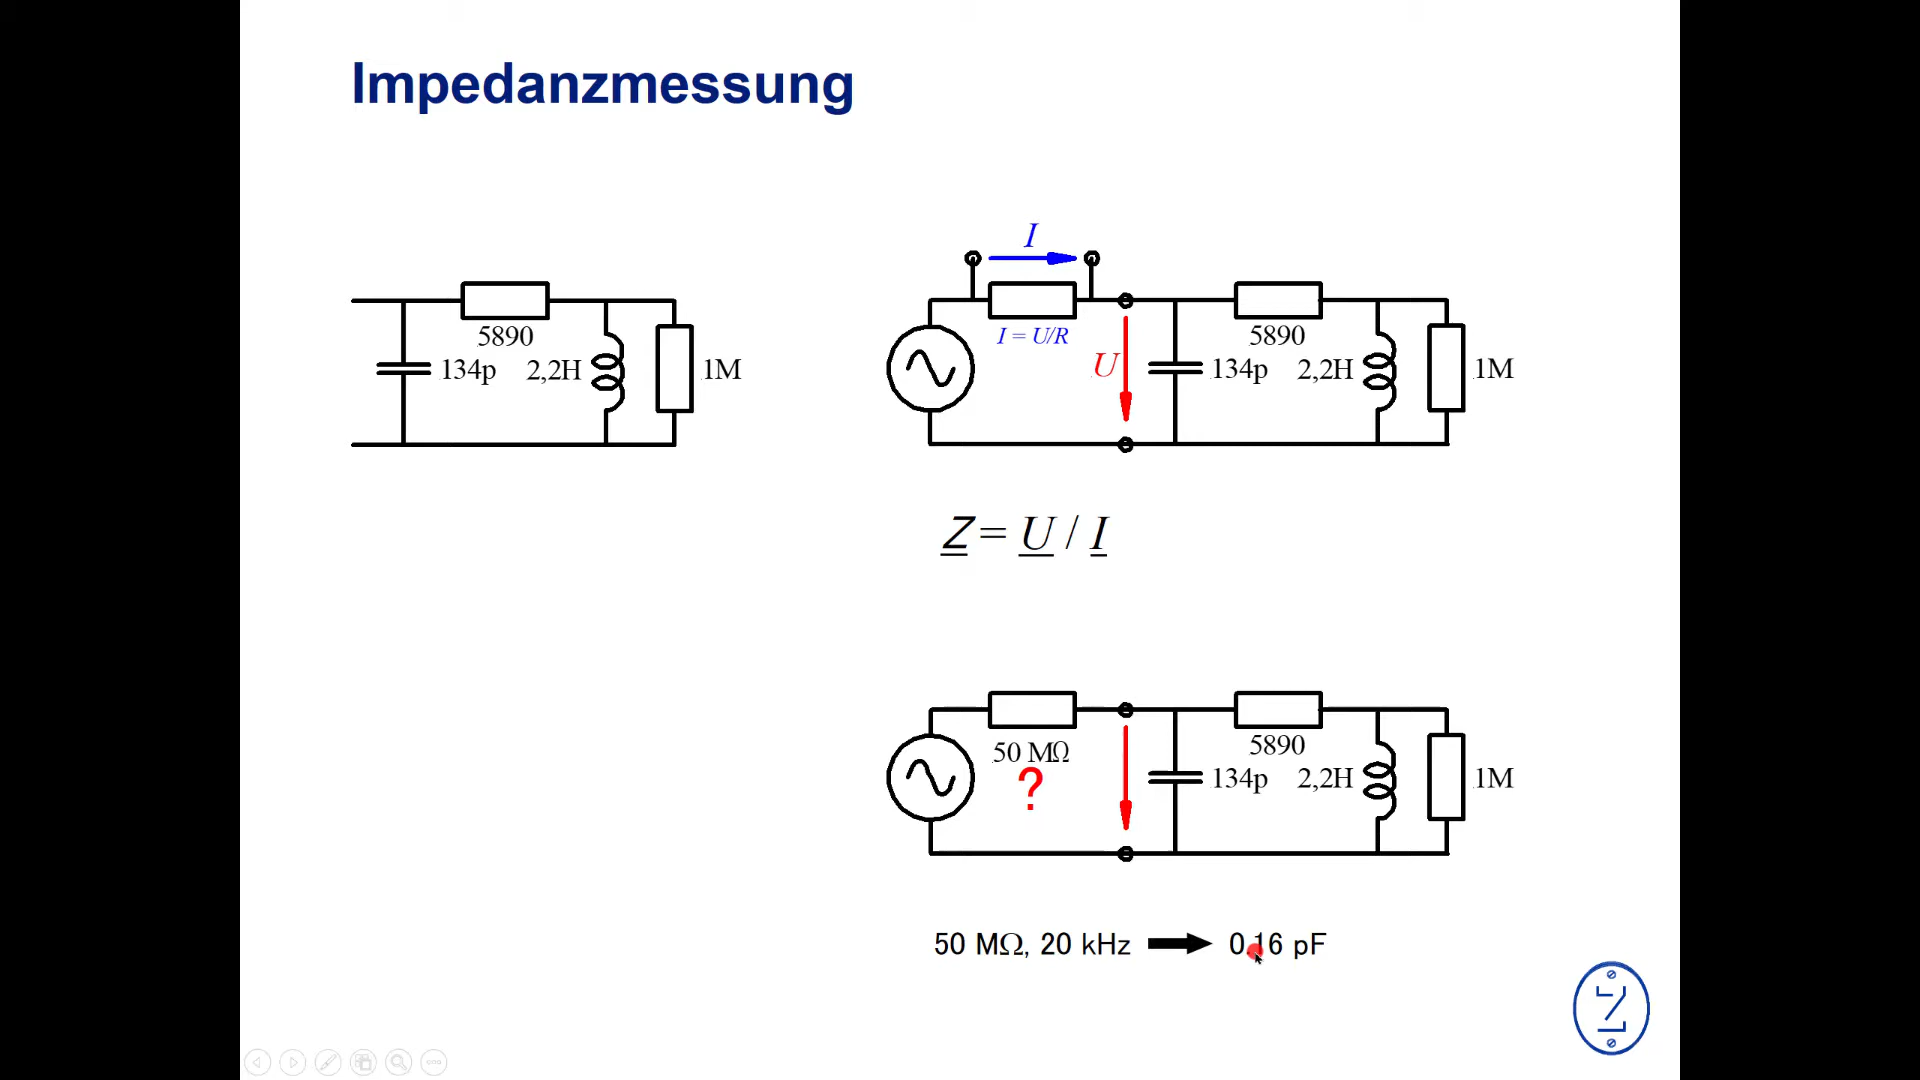 Impedanzmessung
5890
134p
2,2H
1M
I
I = U/R
U
5890
134p
2,2H
1M
Z = U / I
50 MΩ
?
5890
134p
2,2H
1M
50 MΩ, 20 kHz 0.16 pF
Z